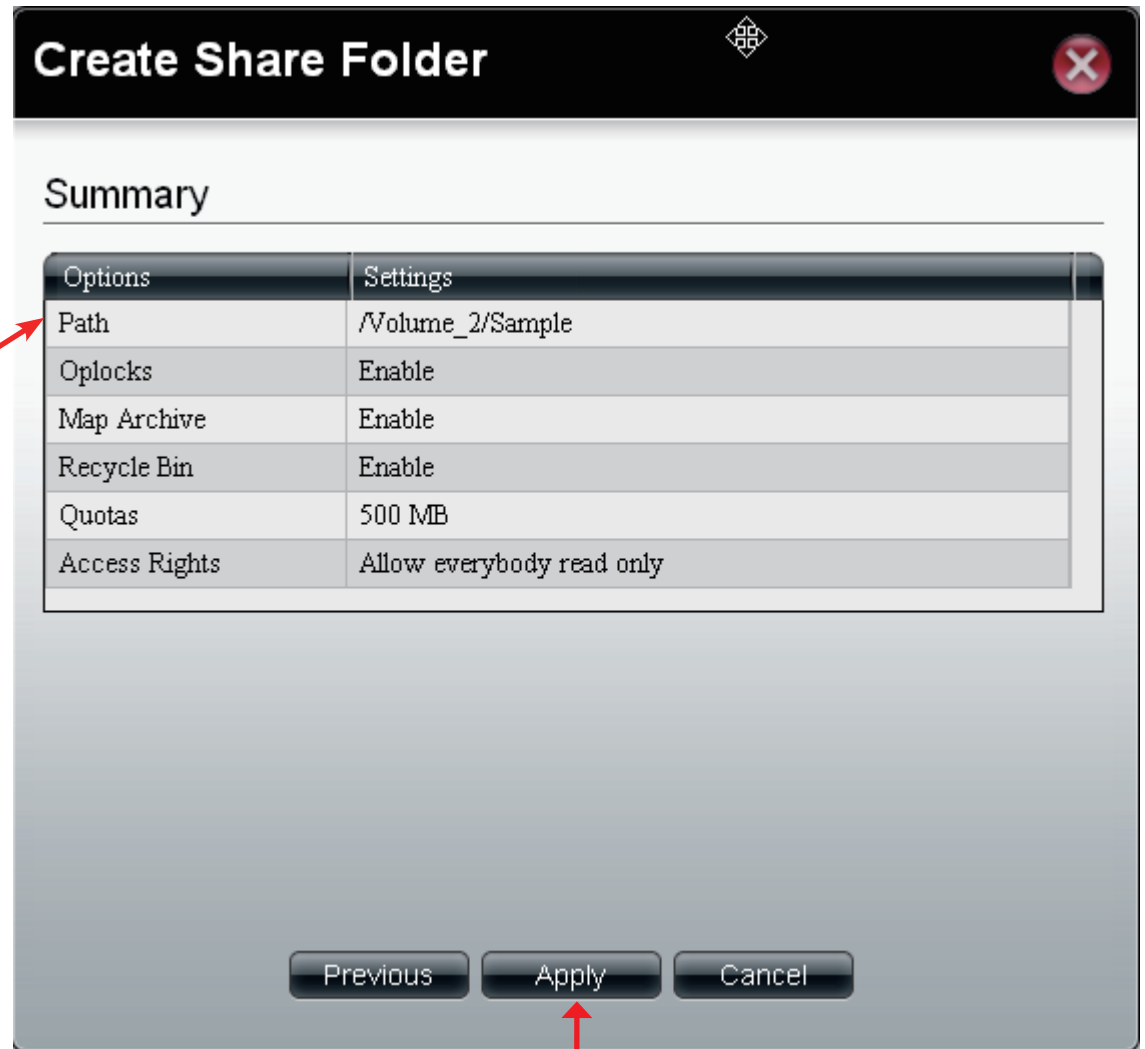 Create Share Folder
Summary
Options Settings
Path /Volume_2/Sample
Oplocks Enable
Map Archive Enable
Recycle Bin Enable
Quotas 500 MB
Access Rights Allow everybody read only
Previous Apply Cancel